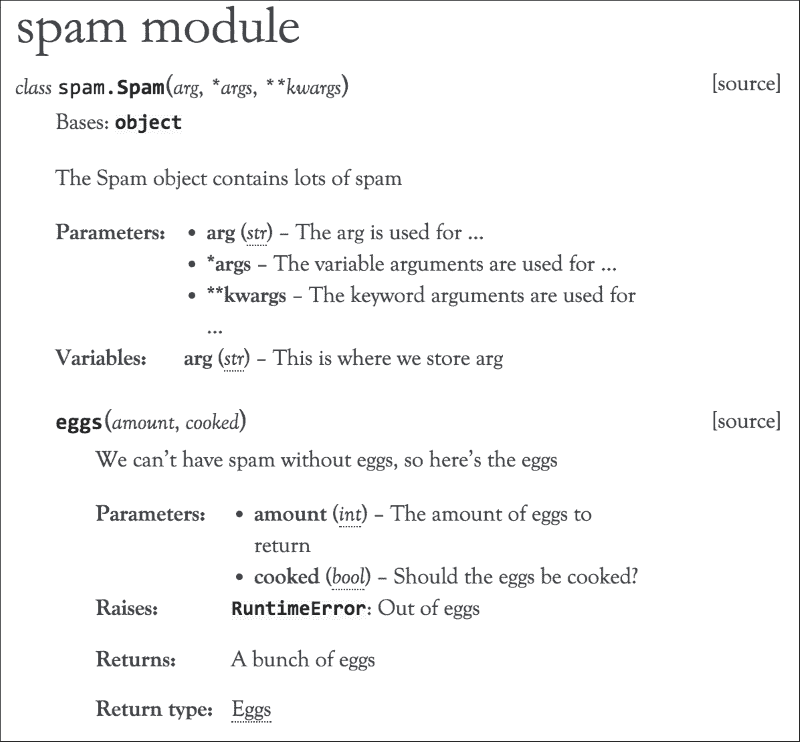 spam module
class spam.Spam(arg, *args, **kwargs) [source]
Bases: object
The Spam object contains lots of spam
Parameters: • arg (str) – The arg is used for ...
• *args – The variable arguments are used for ...
• **kwargs – The keyword arguments are used for
...
Variables: arg (str) – This is where we store arg
eggs(amount, cooked) [source]
We can't have spam without eggs, so here's the eggs
Parameters: • amount (int) – The amount of eggs to
return
• cooked (bool) – Should the eggs be cooked?
Raises: RuntimeError: Out of eggs
Returns: A bunch of eggs
Return type: Eggs